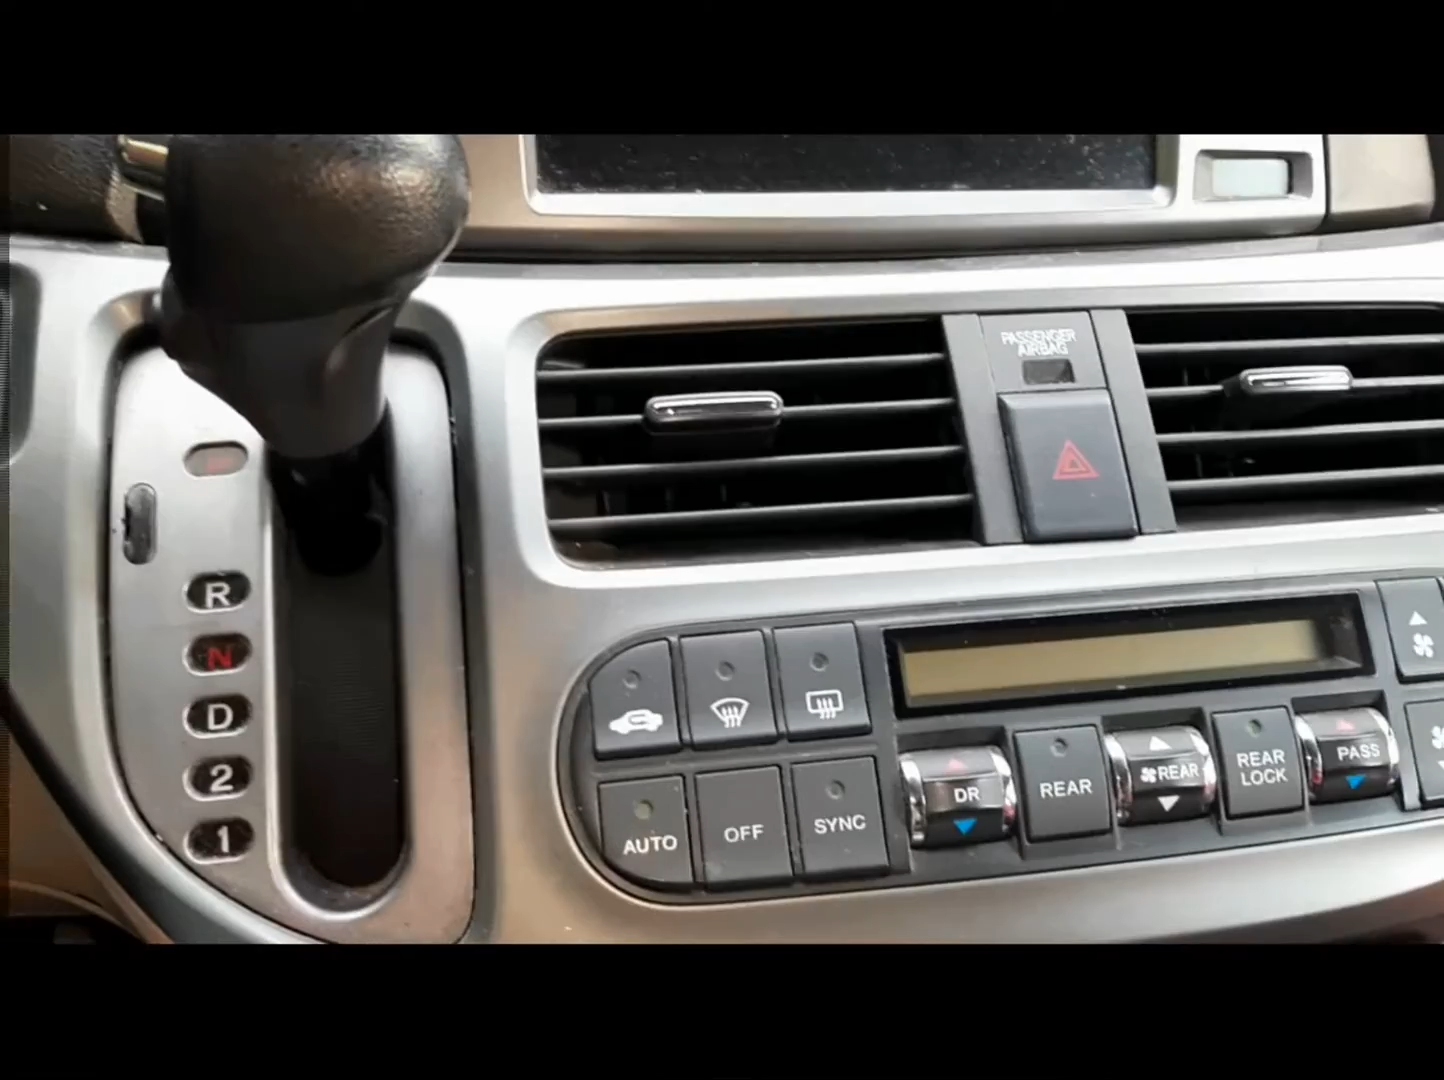 PASSENGER
AIRBAG
R
N
D
2
1
AUTO
OFF
SYNC
DR
REAR
REAR
REAR
LOCK
PASS